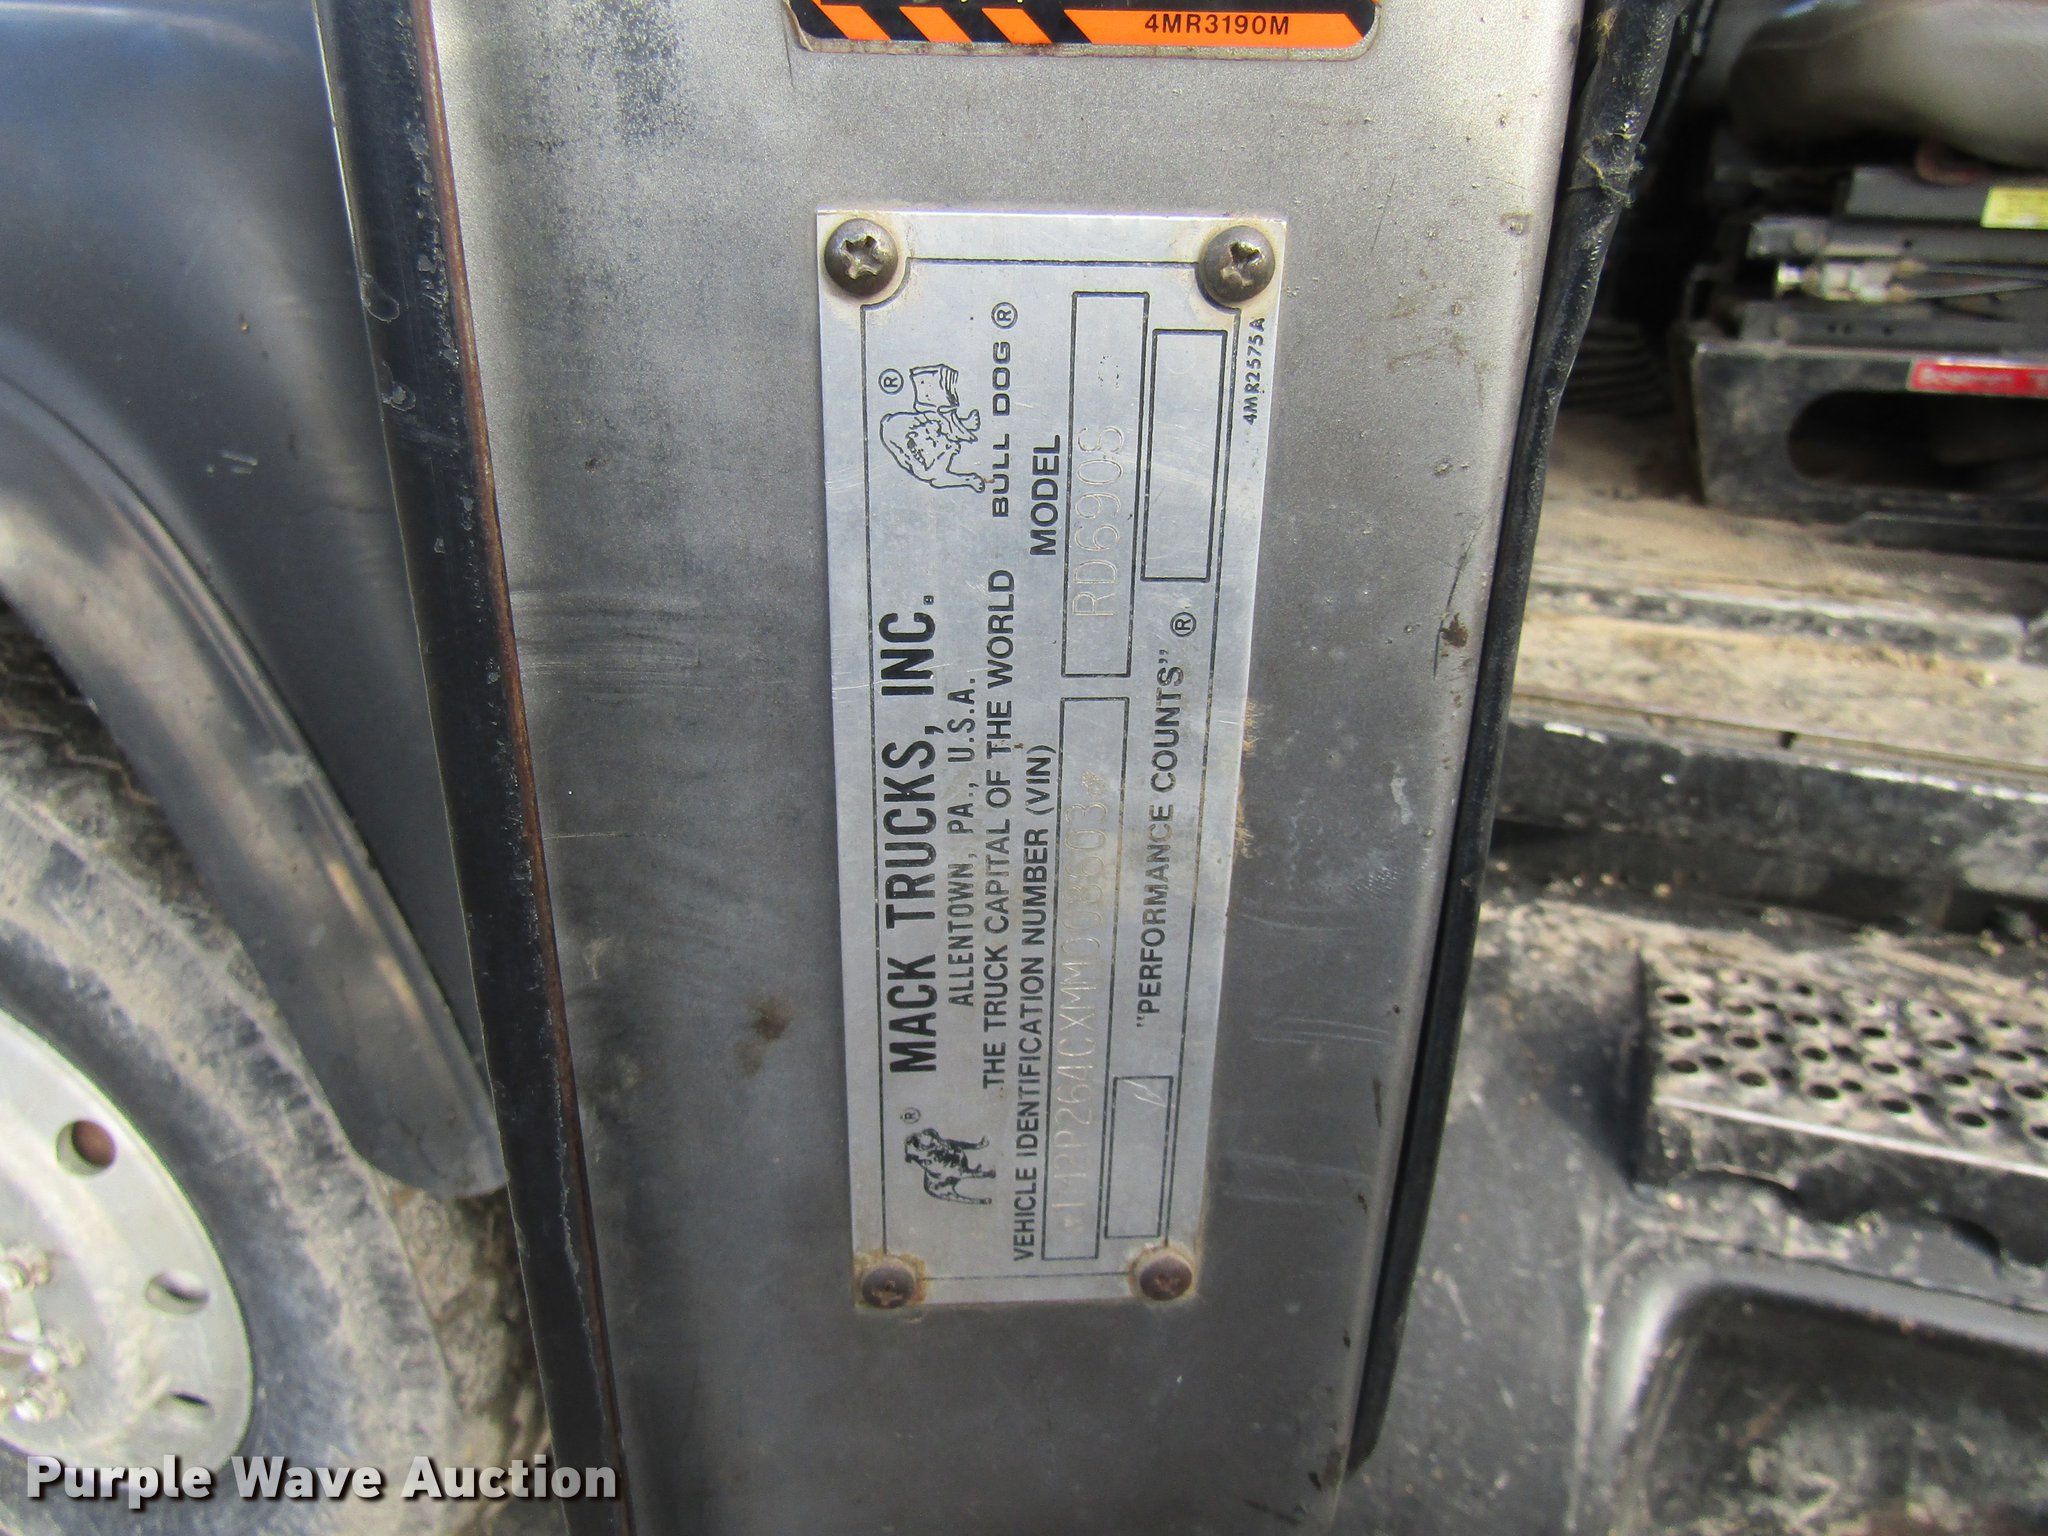 4MR3190M
MACK TRUCKS, INC.
ALLENTOWN, PA., U.S.A.
THE TRUCK CAPITAL OF THE WORLD BULL DOG ®
VEHICLE IDENTIFICATION NUMBER (VIN) MODEL
1M2P264CXMM008603 RD690S
"PERFORMANCE COUNTS" ®
4MR2575A
Purple Wave Auction